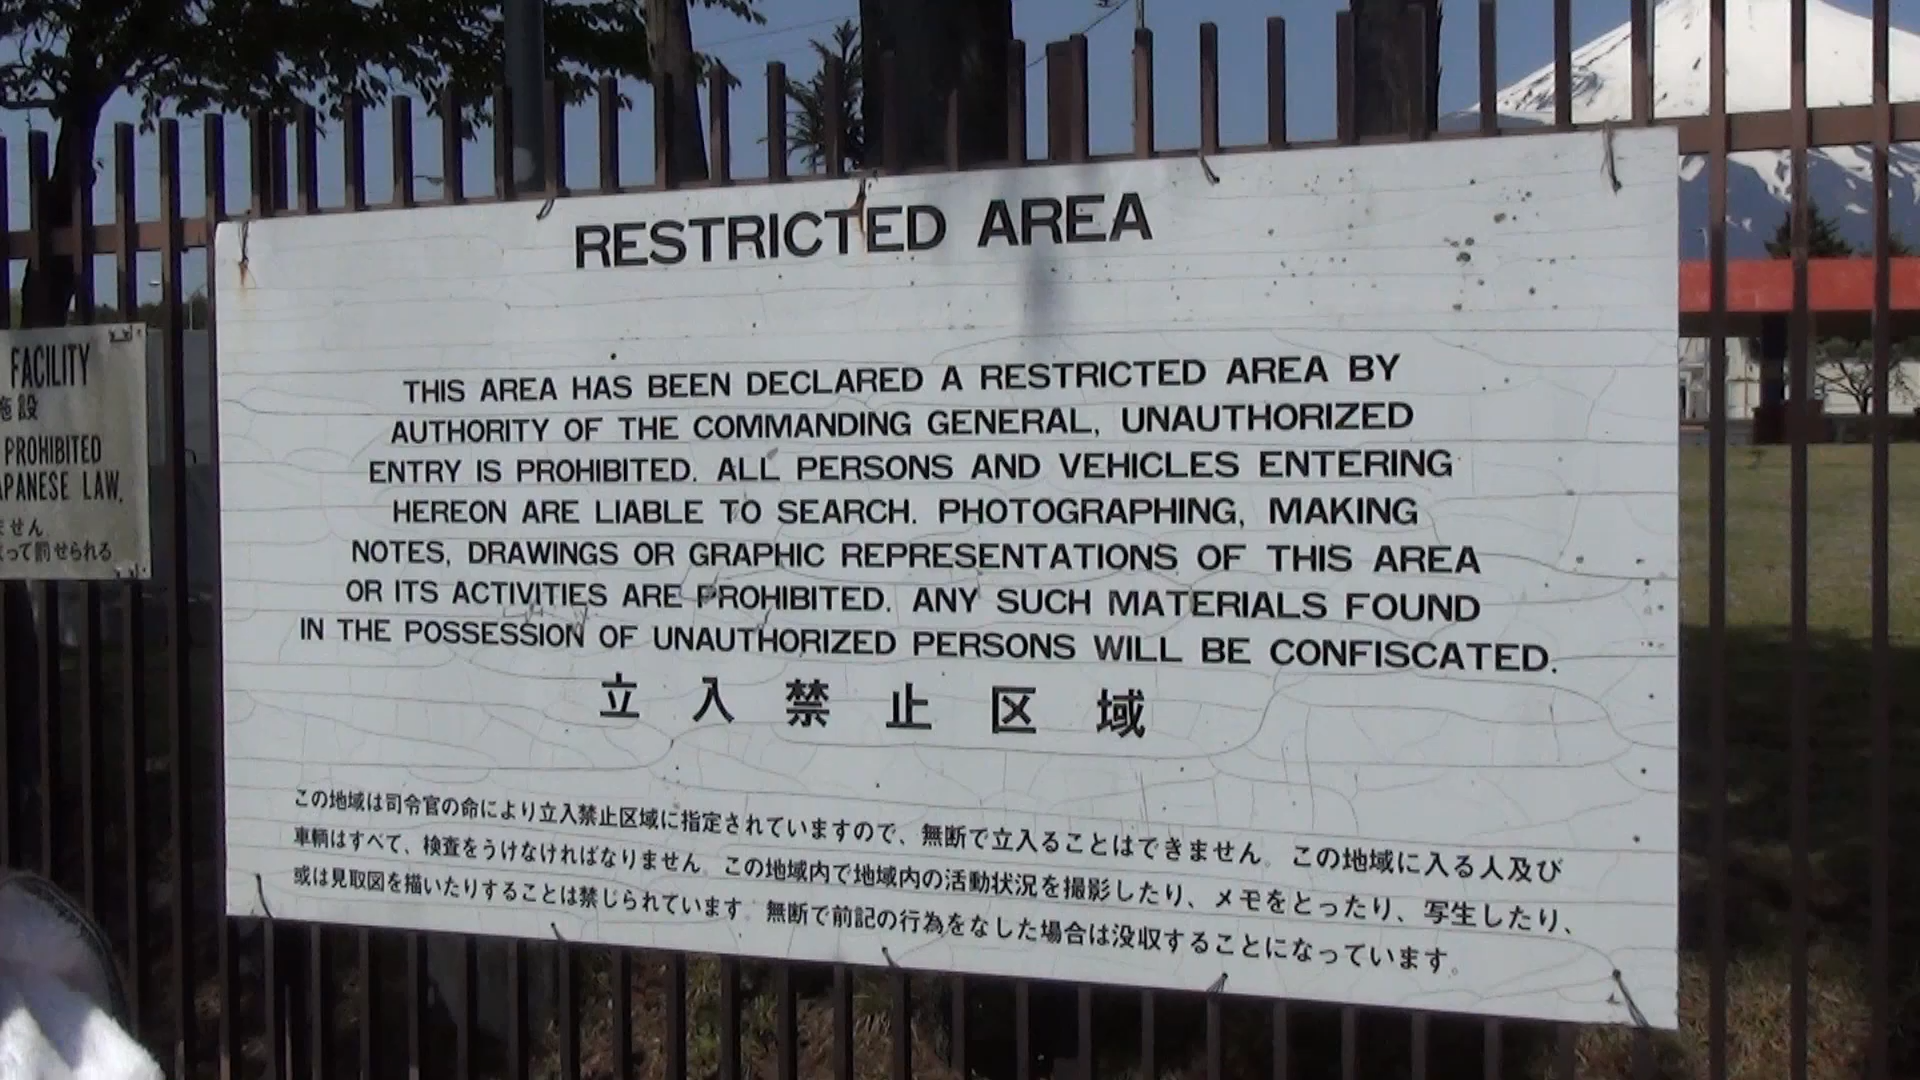 RESTRICTED AREA
THIS AREA HAS BEEN DECLARED A RESTRICTED AREA BY
AUTHORITY OF THE COMMANDING GENERAL, UNAUTHORIZED
ENTRY IS PROHIBITED. ALL PERSONS AND VEHICLES ENTERING
HEREON ARE LIABLE TO SEARCH. PHOTOGRAPHING, MAKING
NOTES, DRAWINGS OR GRAPHIC REPRESENTATIONS OF THIS AREA
OR ITS ACTIVITIES ARE PROHIBITED. ANY SUCH MATERIALS FOUND
IN THE POSSESSION OF UNAUTHORIZED PERSONS WILL BE CONFISCATED.
立入禁止区域
この地域は司令官の命により立入禁止区域に指定されていますので、無断で立入ることはできません。この地域に入る人及び
車輌はすべて、検査をうけなければなりません。この地域内で地域内の活動状況を撮影したり、メモをとったり、写生したり、
或は見取図を描いたりすることは禁じられています。無断で前記の行為をなした場合は没収することになっています。
FACILITY
施設
PROHIBITED
APANESE LAW.
ません
よって罰せられる